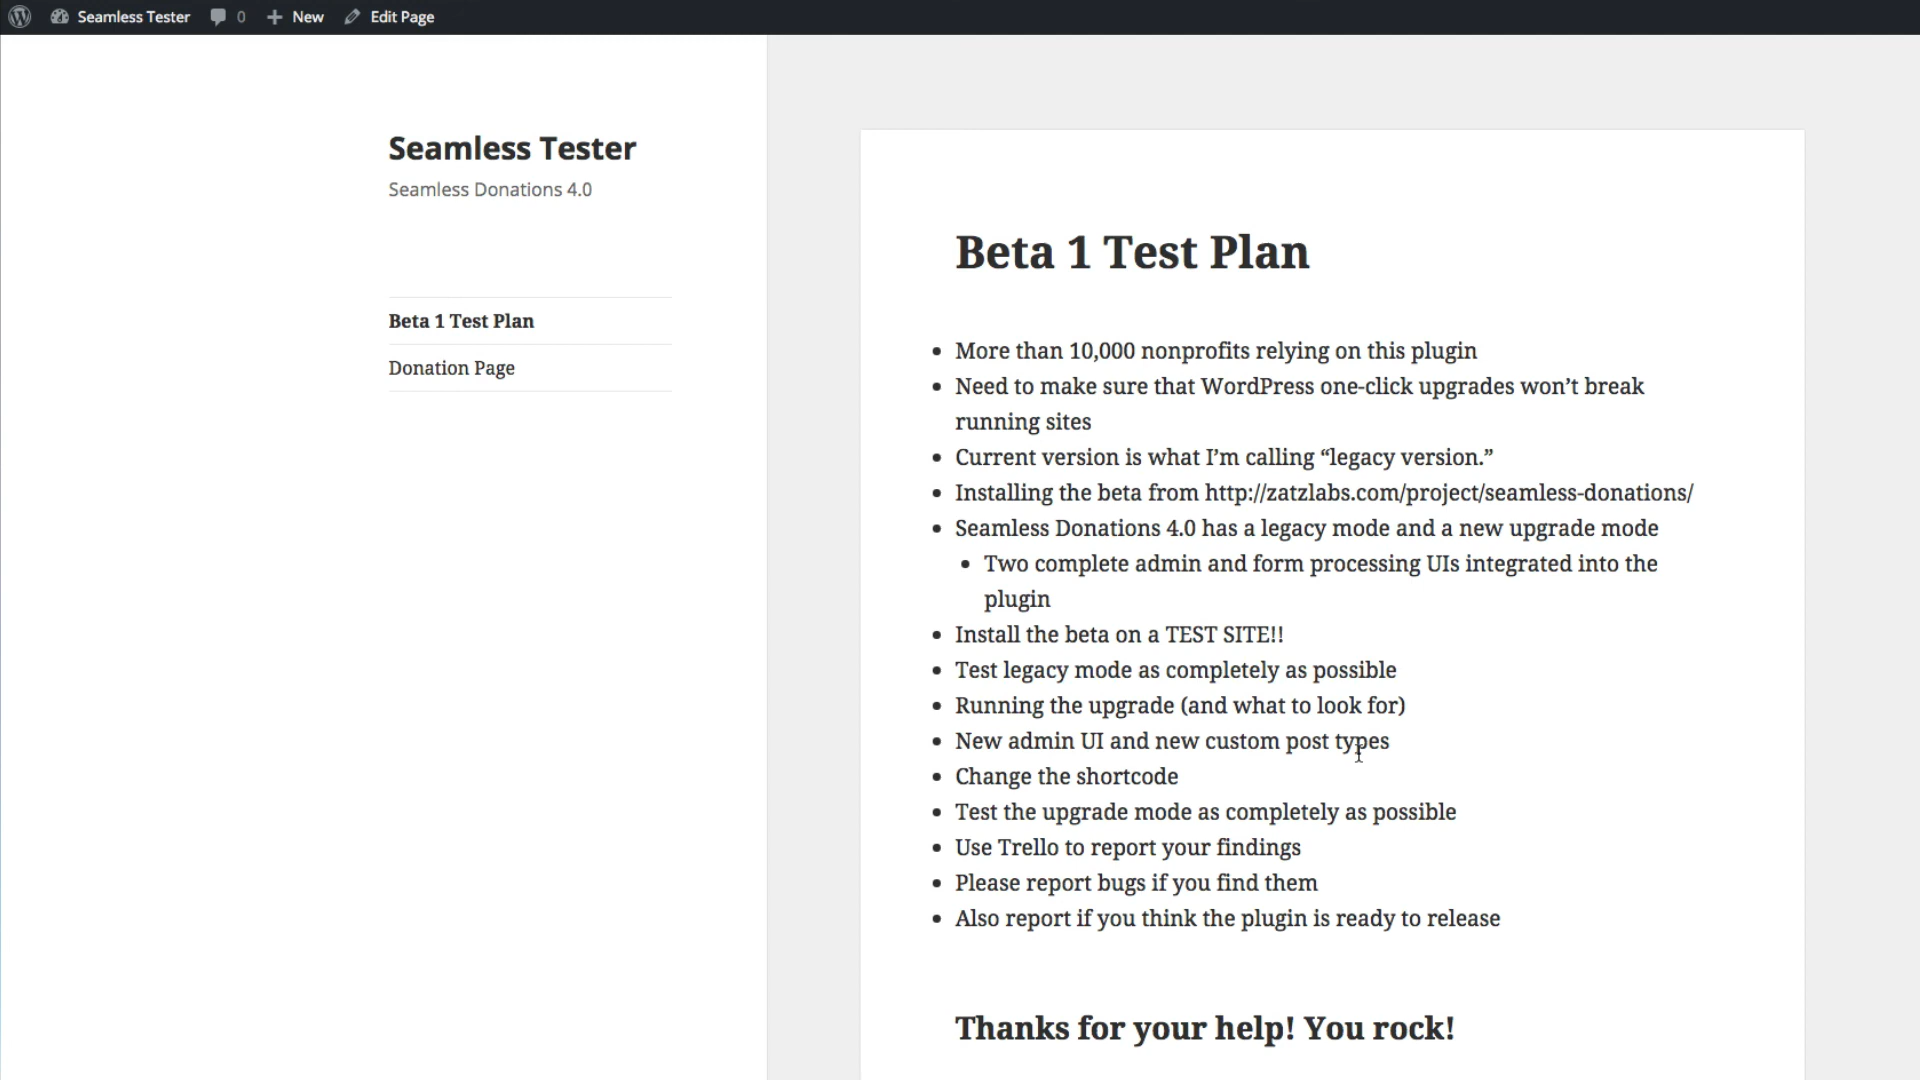 Seamless Tester 0 New Edit Page
Seamless Tester
Seamless Donations 4.0
Beta 1 Test Plan
Donation Page
Beta 1 Test Plan
More than 10,000 nonprofits relying on this plugin
Need to make sure that WordPress one-click upgrades won’t break
running sites
Current version is what I’m calling “legacy version.”
Installing the beta from http://zatzlabs.com/project/seamless-donations/
Seamless Donations 4.0 has a legacy mode and a new upgrade mode
Two complete admin and form processing UIs integrated into the
plugin
Install the beta on a TEST SITE!!
Test legacy mode as completely as possible
Running the upgrade (and what to look for)
New admin UI and new custom post types
Change the shortcode
Test the upgrade mode as completely as possible
Use Trello to report your findings
Please report bugs if you find them
Also report if you think the plugin is ready to release
Thanks for your help! You rock!